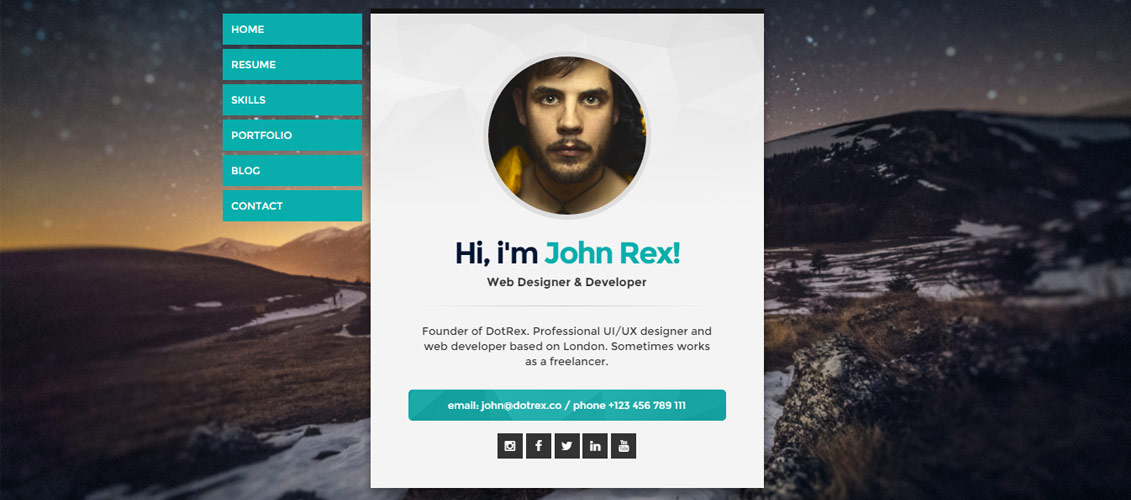 HOME
RESUME
SKILLS
PORTFOLIO
BLOG
CONTACT
Hi, i'm John Rex!
Web Designer & Developer
Founder of DotRex. Professional UI/UX designer and
web developer based on London. Sometimes works
as a freelancer.
email: john@dotrex.co / phone +123 456 789 111